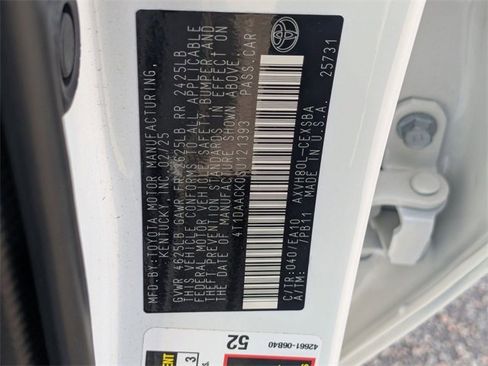 MFD.BY:TOYOTA MOTOR MANUFACTURING,
KENTUCKY, INC. 02/25
GVWR 4625LB GAWR FR 2625LB RR 2425LB
THIS VEHICLE CONFORMS TO ALL APPLICABLE
FEDERAL MOTOR VEHICLE SAFETY, BUMPER AND
THEFT PREVENTION STANDARDS IN EFFECT ON
THE DATE OF MANUFACTURE SHOWN ABOVE.
4T1DAACK0SU121393 PASS.CAR
C/TR:040/EA10 AXVH80L-CEXSBA
A/TM: 7PB11 MADE IN U.S.A. 25731
42661-06B40
52
3